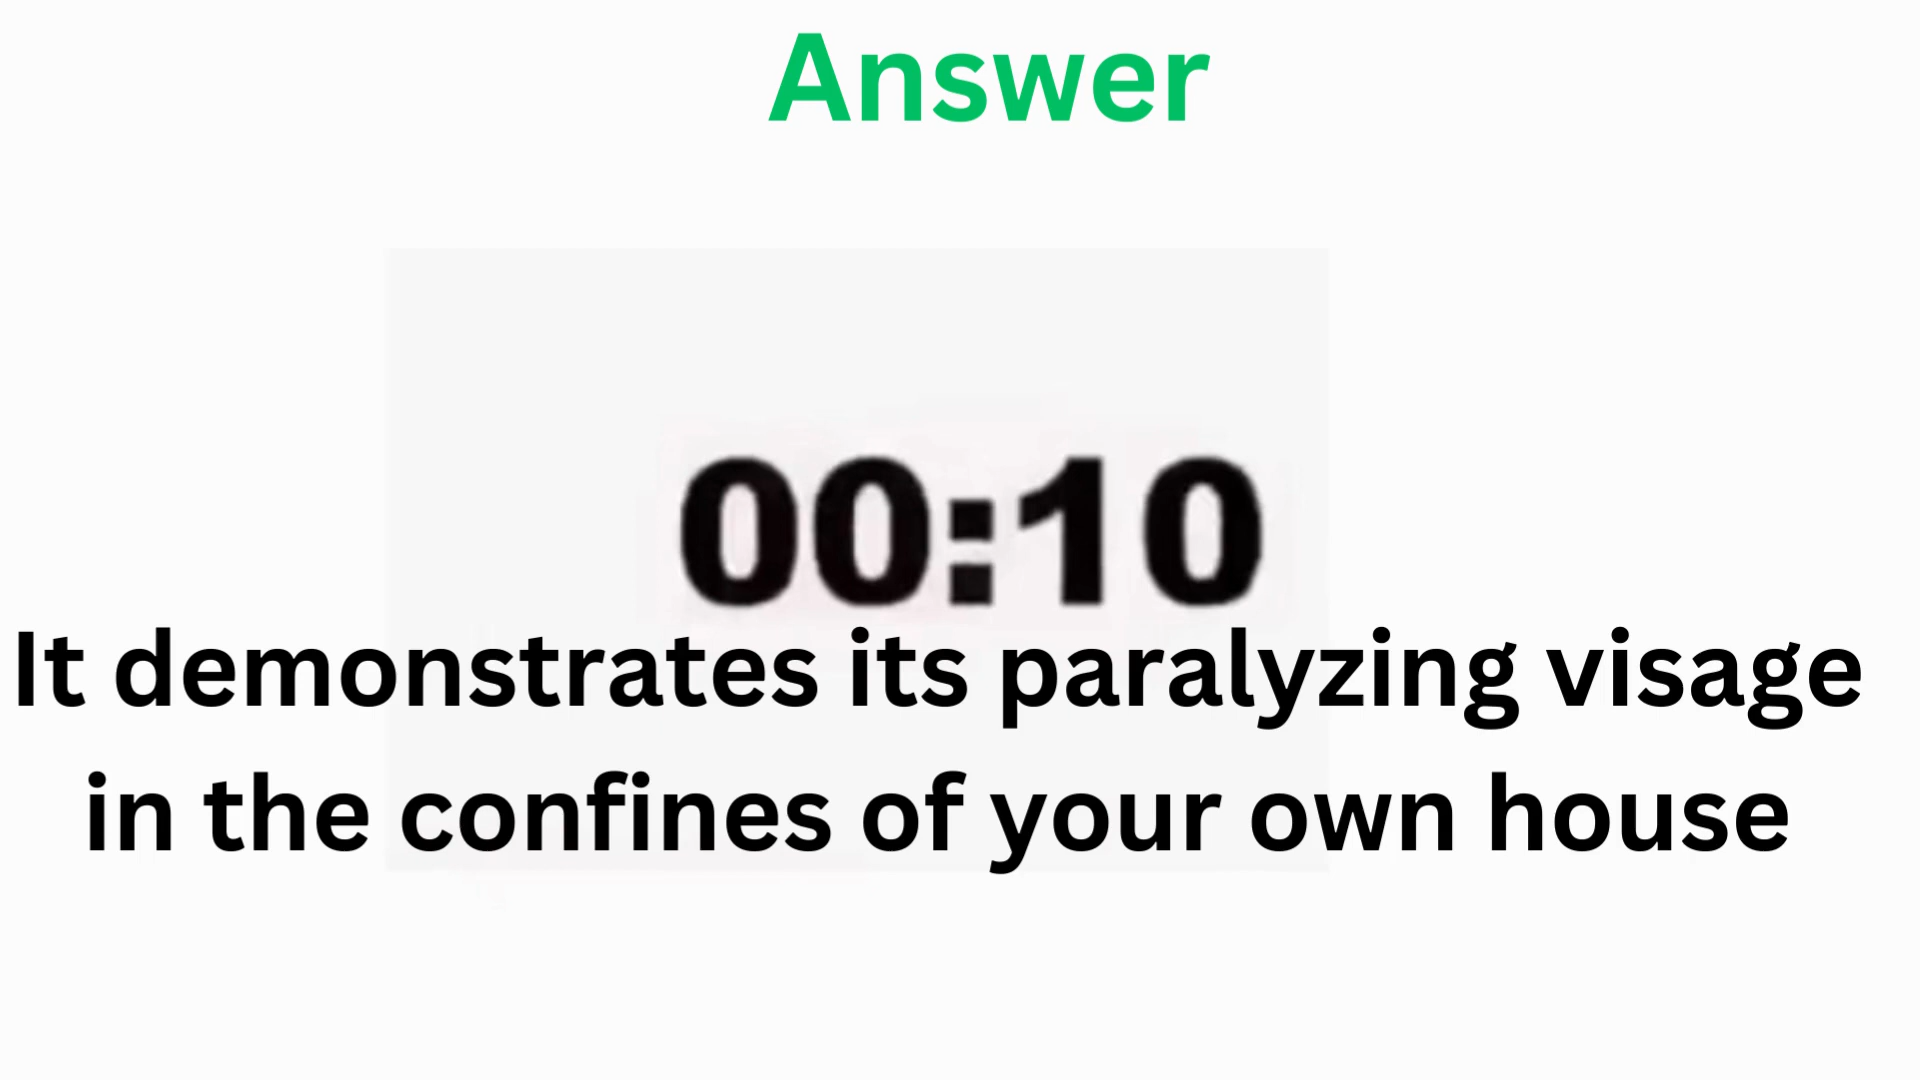 Answer
00:10
It demonstrates its paralyzing visage
in the confines of your own house